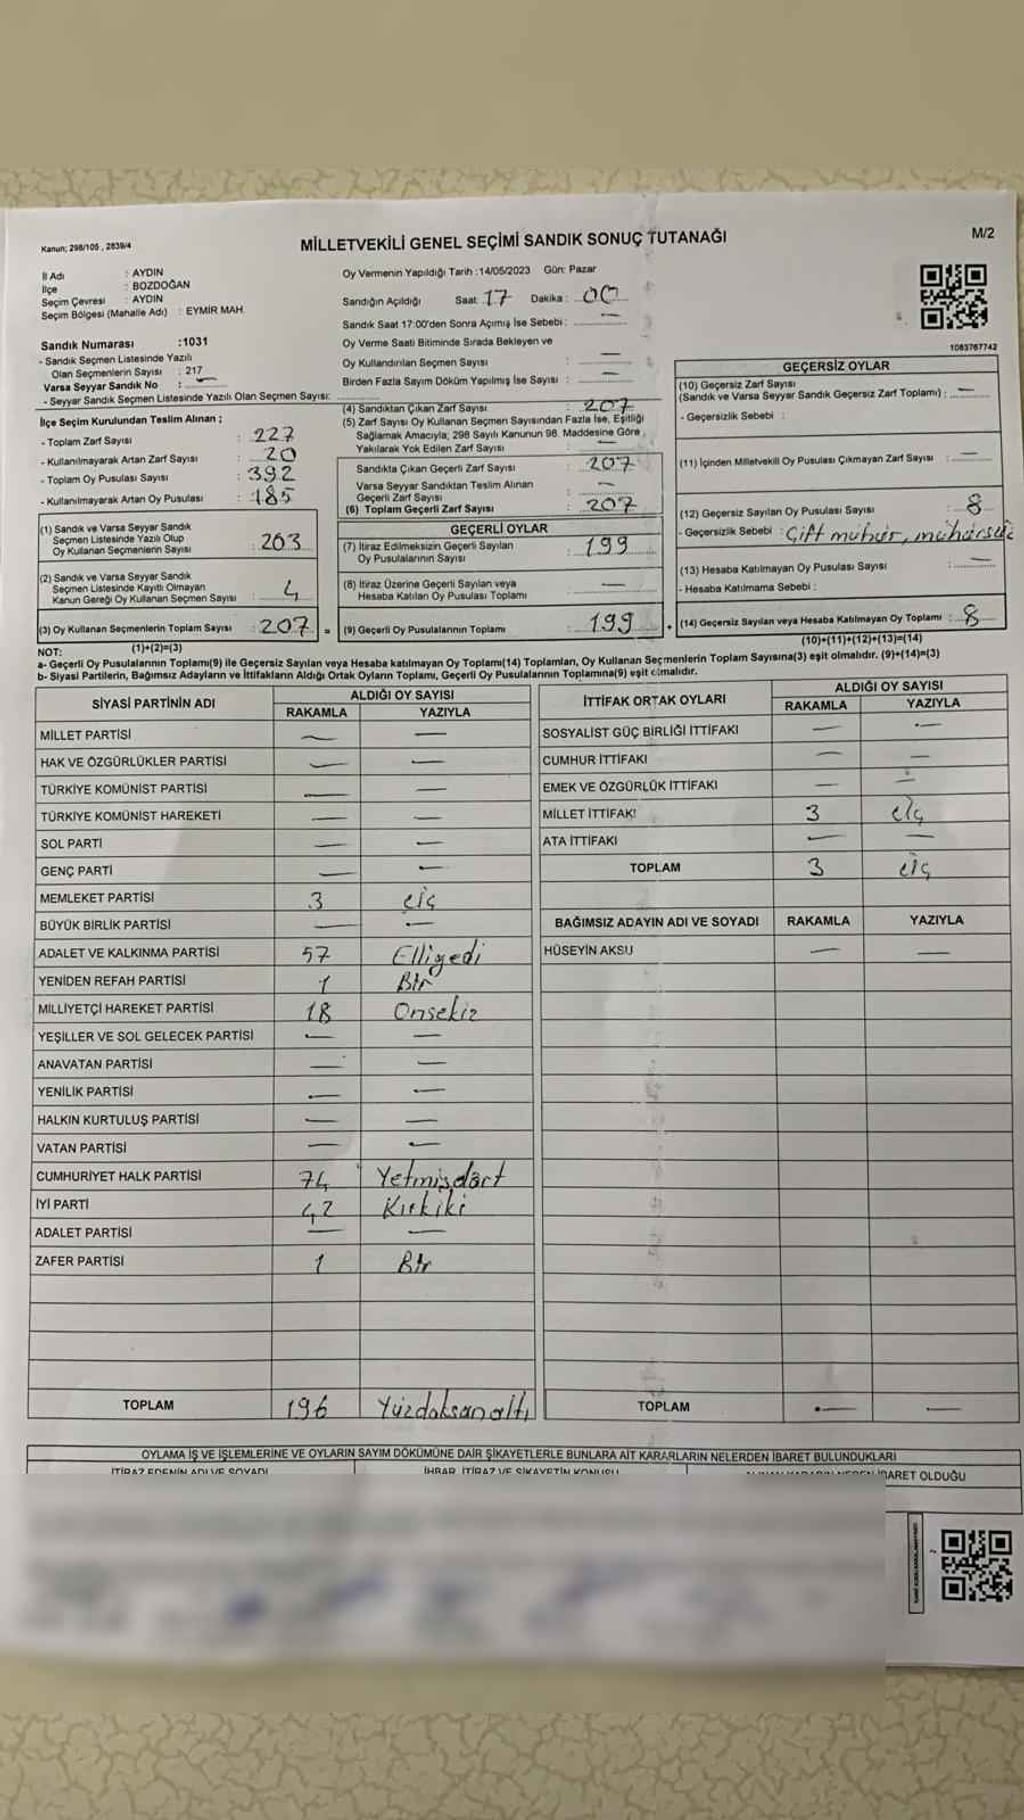 Kanun; 298/105 , 2839/4
MİLLETVEKİLİ GENEL SEÇİMİ SANDIK SONUÇ TUTANAĞI
M/2
İl Adı : AYDIN
İlçe : BOZDOĞAN
Seçim Çevresi : AYDIN
Seçim Bölgesi (Mahalle Adı) : EYMİR MAH.
Sandık Numarası :1031
- Sandık Seçmen Listesinde Yazılı
Olan Seçmenlerin Sayısı : 217
Varsa Seyyar Sandık No : —
- Seyyar Sandık Seçmen Listesinde Yazılı Olan Seçmen Sayısı:
Oy Vermenin Yapıldığı Tarih :14/05/2023 Gün: Pazar
Sandığın Açıldığı Saat: 17 Dakika : 00
Sandık Saat 17:00'den Sonra Açımış İse Sebebi : —
Oy Verme Saati Bitiminde Sırada Bekleyen ve
Oy Kullandırılan Seçmen Sayısı : —
Birden Fazla Sayım Döküm Yapılmış İse Sayısı : —
1083767742
İlçe Seçim Kurulundan Teslim Alınan ;
- Toplam Zarf Sayısı : 227
- Kullanılmayarak Artan Zarf Sayısı : 20
- Toplam Oy Pusulası Sayısı : 392
- Kullanılmayarak Artan Oy Pusulası : 185
(1) Sandık ve Varsa Seyyar Sandık
Seçmen Listesinde Yazılı Olup
Oy Kullanan Seçmenlerin Sayısı : 203
(2) Sandık ve Varsa Seyyar Sandık
Seçmen Listesinde Kayıtlı Olmayan
Kanun Gereği Oy Kullanan Seçmen Sayısı : 4
(3) Oy Kullanan Seçmenlerin Toplam Sayısı : 207 =
(1)+(2)=(3)
(4) Sandıktan Çıkan Zarf Sayısı : 207
(5) Zarf Sayısı Oy Kullanan Seçmen Sayısından Fazla İse, Eşitliği
Sağlamak Amacıyla; 298 Sayılı Kanunun 98. Maddesine Göre
Yakılarak Yok Edilen Zarf Sayısı : —
Sandıkta Çıkan Geçerli Zarf Sayısı : 207
Varsa Seyyar Sandıktan Teslim Alınan
Geçerli Zarf Sayısı : —
(6) Toplam Geçerli Zarf Sayısı : 207
GEÇERLİ OYLAR
(7) İtiraz Edilmeksizin Geçerli Sayılan
Oy Pusulalarının Sayısı : 199
(8) İtiraz Üzerine Geçerli Sayılan veya
Hesaba Katılan Oy Pusulası Toplamı : —
(9) Geçerli Oy Pusulalarının Toplamı : 199 +
GEÇERSİZ OYLAR
(10) Geçersiz Zarf Sayısı
(Sandık ve Varsa Seyyar Sandık Geçersiz Zarf Toplamı) : —
- Geçersizlik Sebebi :
(11) İçinden Milletvekili Oy Pusulası Çıkmayan Zarf Sayısı : —
(12) Geçersiz Sayılan Oy Pusulası Sayısı : 8
- Geçersizlik Sebebi : Çift mühür, mühürsüz
(13) Hesaba Katılmayan Oy Pusulası Sayısı : —
- Hesaba Katılmama Sebebi :
(14) Geçersiz Sayılan veya Hesaba Katılmayan Oy Toplamı : 8
(10)+(11)+(12)+(13)=(14)
NOT:
a- Geçerli Oy Pusulalarının Toplamı(9) ile Geçersiz Sayılan veya Hesaba katılmayan Oy Toplamı(14) Toplamları, Oy Kullanan Seçmenlerin Toplam Sayısına(3) eşit olmalıdır. (9)+(14)=(3)
b- Siyasi Partilerin, Bağımsız Adayların ve İttifakların Aldığı Ortak Oyların Toplamı, Geçerli Oy Pusulalarının Toplamına(9) eşit olmalıdır.
SİYASİ PARTİNİN ADI ALDIĞI OY SAYISI
RAKAMLA YAZIYLA
MİLLET PARTİSİ — —
HAK VE ÖZGÜRLÜKLER PARTİSİ — —
TÜRKİYE KOMÜNİST PARTİSİ — —
TÜRKİYE KOMÜNİST HAREKETİ — —
SOL PARTİ — —
GENÇ PARTİ — —
MEMLEKET PARTİSİ 3 üç
BÜYÜK BİRLİK PARTİSİ — —
ADALET VE KALKINMA PARTİSİ 57 Elliyedi
YENİDEN REFAH PARTİSİ 1 Bir
MİLLİYETÇİ HAREKET PARTİSİ 18 Onsekiz
YEŞİLLER VE SOL GELECEK PARTİSİ — —
ANAVATAN PARTİSİ — —
YENİLİK PARTİSİ — —
HALKIN KURTULUŞ PARTİSİ — —
VATAN PARTİSİ — —
CUMHURİYET HALK PARTİSİ 74 Yetmişdört
İYİ PARTİ 42 Kırkiki
ADALET PARTİSİ — —
ZAFER PARTİSİ 1 Bir
TOPLAM 196 Yüzdoksanaltı
İTTİFAK ORTAK OYLARI ALDIĞI OY SAYISI
RAKAMLA YAZIYLA
SOSYALİST GÜÇ BİRLİĞİ İTTİFAKI — —
CUMHUR İTTİFAKI — —
EMEK VE ÖZGÜRLÜK İTTİFAKI — —
MİLLET İTTİFAKI 3 üç
ATA İTTİFAKI — —
TOPLAM 3 üç
BAĞIMSIZ ADAYIN ADI VE SOYADI RAKAMLA YAZIYLA
HÜSEYİN AKSU — —
TOPLAM — —
OYLAMA İŞ VE İŞLEMLERİNE VE OYLARIN SAYIM DÖKÜMÜNE DAİR ŞİKAYETLERLE BUNLARA AİT KARARLARIN NELERDEN İBARET BULUNDUKLARI
İTİRAZ EDENİN ADI VE SOYADI İHBAR, İTİRAZ VE ŞİKAYETİN KONUSU İBARET OLDUĞU